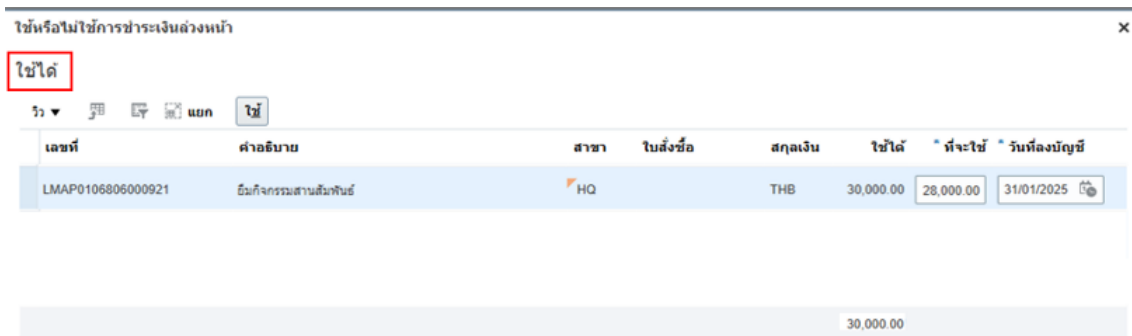 ใช้หรือไม่ใช้การชำระเงินล่วงหน้า
ใช้ได้
วิว แยก ใช้
เลขที่ คำอธิบาย สาขา ใบสั่งซื้อ สกุลเงิน ใช้ได้ * ที่จะใช้ * วันที่ลงบัญชี
LMAP0106806000921 ยืมกิจกรรมสานสัมพันธ์ HQ THB 30,000.00 28,000.00 31/01/2025
30,000.00